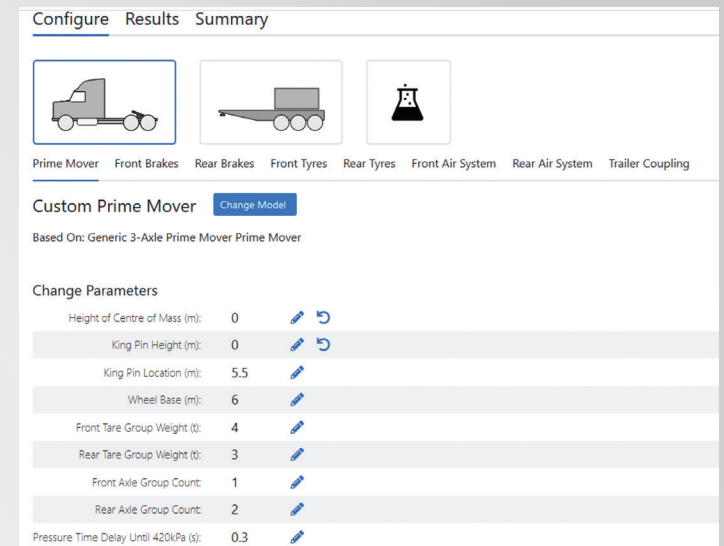 Configure Results Summary
Prime Mover Front Brakes Rear Brakes Front Tyres Rear Tyres Front Air System Rear Air System Trailer Coupling
Custom Prime Mover Change Model
Based On: Generic 3-Axle Prime Mover Prime Mover
Change Parameters
Height of Centre of Mass (m): 0
King Pin Height (m): 0
King Pin Location (m): 5.5
Wheel Base (m): 6
Front Tare Group Weight (t): 4
Rear Tare Group Weight (t): 3
Front Axle Group Count: 1
Rear Axle Group Count: 2
Pressure Time Delay Until 420kPa (s): 0.3